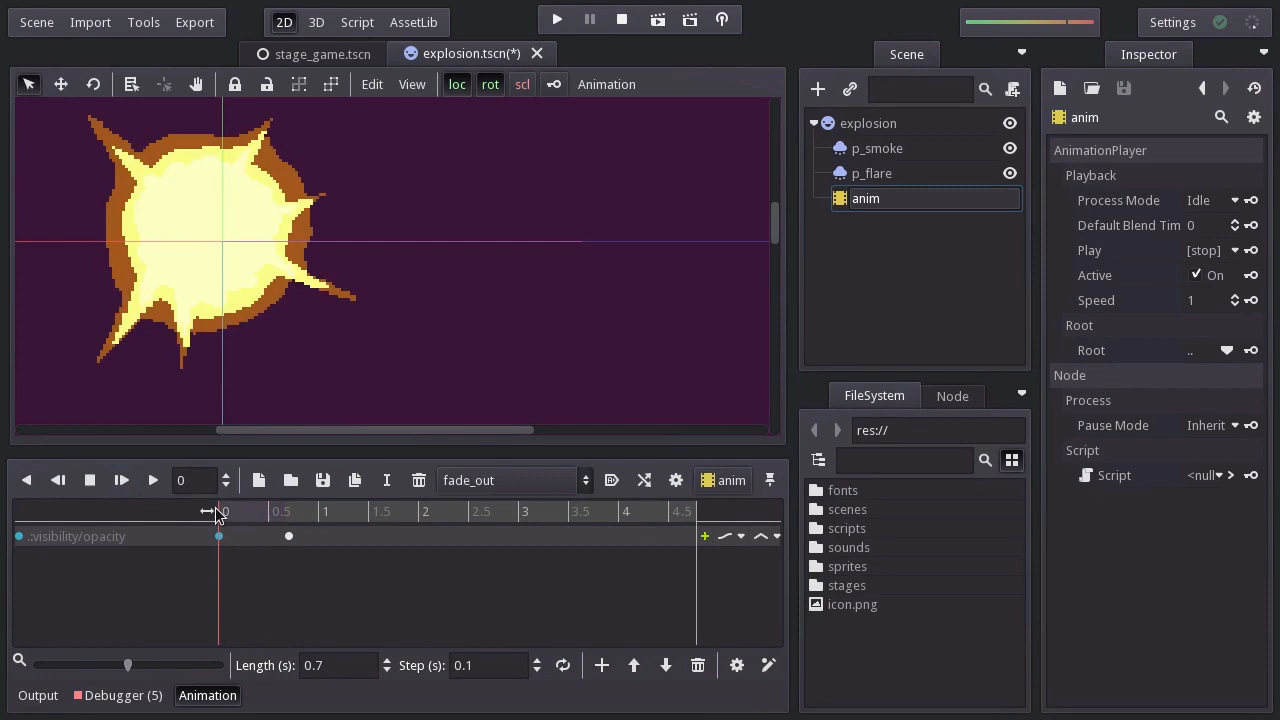 Scene Import Tools Export
2D 3D Script AssetLib
Settings
stage_game.tscn
explosion.tscn(*)
Edit View loc rot scl Animation
Scene
explosion
p_smoke
p_flare
anim
FileSystem Node
res://
fonts
scenes
scripts
sounds
sprites
stages
icon.png
Inspector
anim
AnimationPlayer
Playback
Process Mode Idle
Default Blend Tim 0
Play [stop]
Active On
Speed 1
Root
Root ..
Node
Process
Pause Mode Inherit
Script
Script <null
0 fade_out anim
0 0.5 1 1.5 2 2.5 3 3.5 4 4.5
.:visibility/opacity
Length (s): 0.7 Step (s): 0.1
Output Debugger (5) Animation